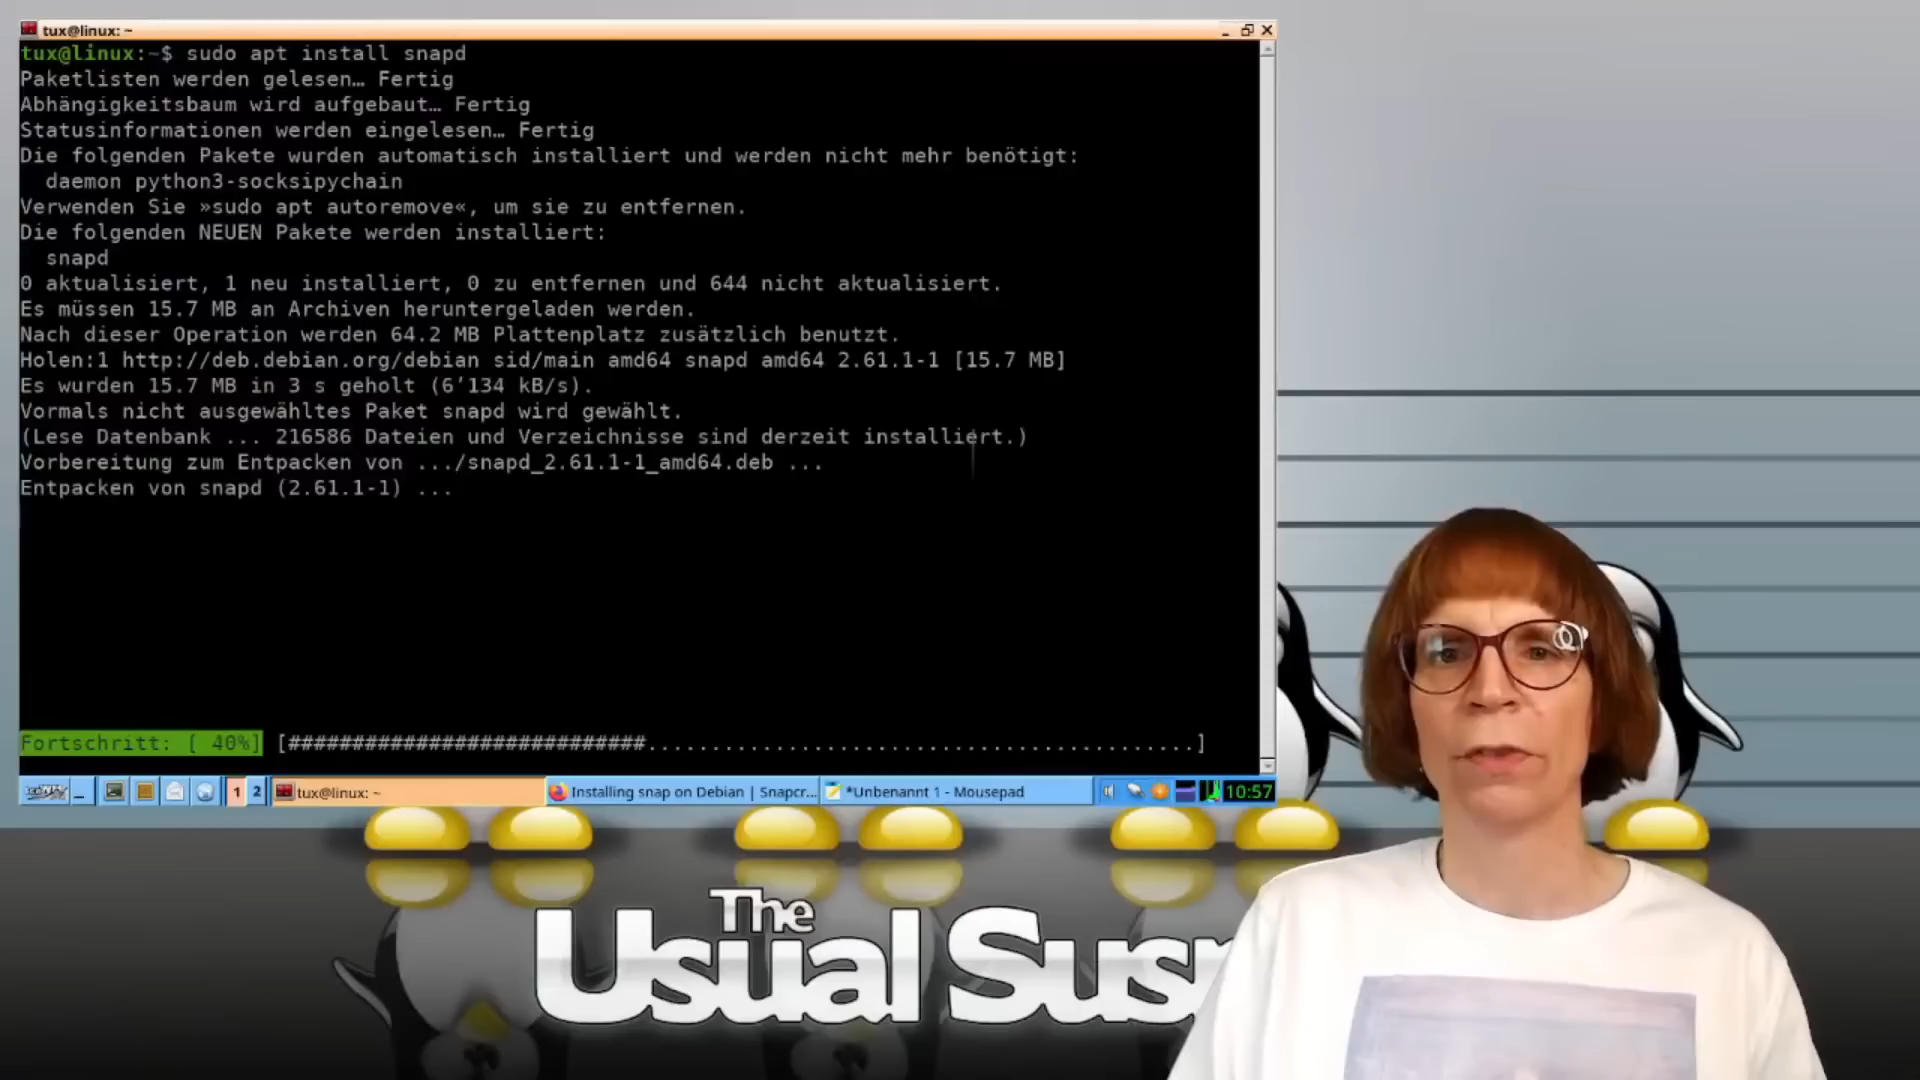 tux@linux: ~
tux@linux:~$ sudo apt install snapd
Paketlisten werden gelesen… Fertig
Abhängigkeitsbaum wird aufgebaut… Fertig
Statusinformationen werden eingelesen… Fertig
Die folgenden Pakete wurden automatisch installiert und werden nicht mehr benötigt:
daemon python3-socksipychain
Verwenden Sie »sudo apt autoremove«, um sie zu entfernen.
Die folgenden NEUEN Pakete werden installiert:
snapd
0 aktualisiert, 1 neu installiert, 0 zu entfernen und 644 nicht aktualisiert.
Es müssen 15.7 MB an Archiven heruntergeladen werden.
Nach dieser Operation werden 64.2 MB Plattenplatz zusätzlich benutzt.
Holen:1 http://deb.debian.org/debian sid/main amd64 snapd amd64 2.61.1-1 [15.7 MB]
Es wurden 15.7 MB in 3 s geholt (6’134 kB/s).
Vormals nicht ausgewähltes Paket snapd wird gewählt.
(Lese Datenbank ... 216586 Dateien und Verzeichnisse sind derzeit installiert.)
Vorbereitung zum Entpacken von .../snapd_2.61.1-1_amd64.deb ...
Entpacken von snapd (2.61.1-1) ...
Fortschritt: [ 40%] [############################...........................................]
1 2 tux@linux: ~ Installing snap on Debian | Snapcr... *Unbenannt 1 - Mousepad 10:57
The
Usual Sus